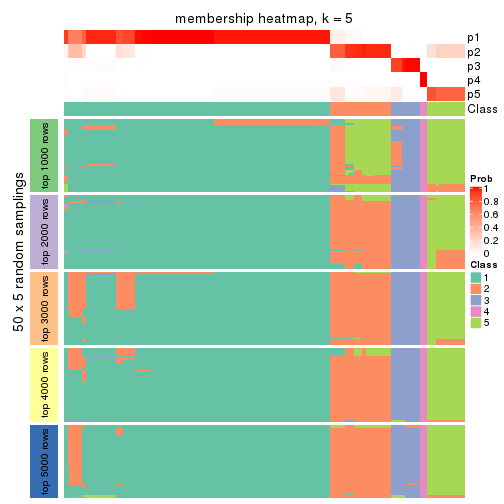 membership heatmap, k = 5
p1
p2
p3
p4
p5
Class
50 x 5 random samplings
top 1000 rows
top 2000 rows
top 3000 rows
top 4000 rows
top 5000 rows
Prob
1
0.8
0.6
0.4
0.2
0
Class
1
2
3
4
5